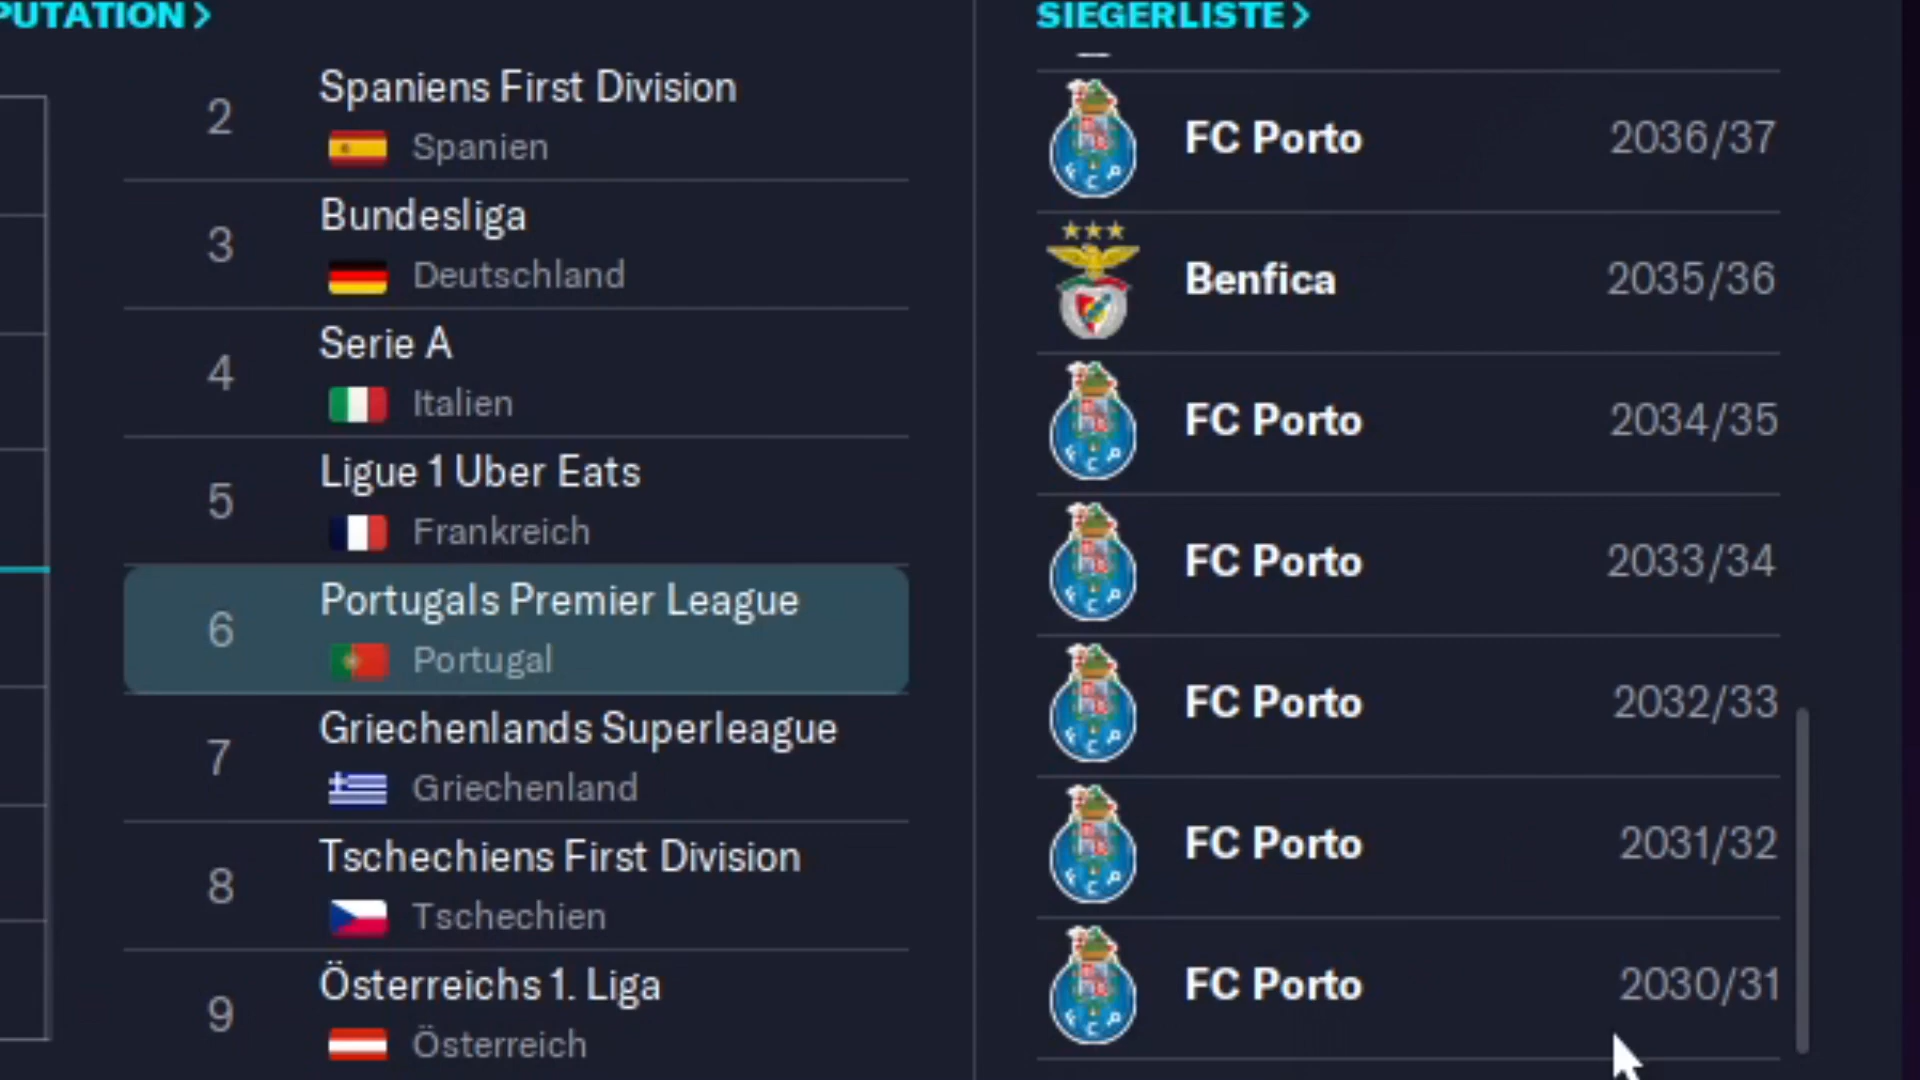 PUTATION >
2
Spaniens First Division
Spanien
3
Bundesliga
Deutschland
4
Serie A
Italien
5
Ligue 1 Uber Eats
Frankreich
6
Portugals Premier League
Portugal
7
Griechenlands Superleague
Griechenland
8
Tschechiens First Division
Tschechien
9
Österreichs 1. Liga
Österreich
SIEGERLISTE >
FC Porto 2036/37
Benfica 2035/36
FC Porto 2034/35
FC Porto 2033/34
FC Porto 2032/33
FC Porto 2031/32
FC Porto 2030/31